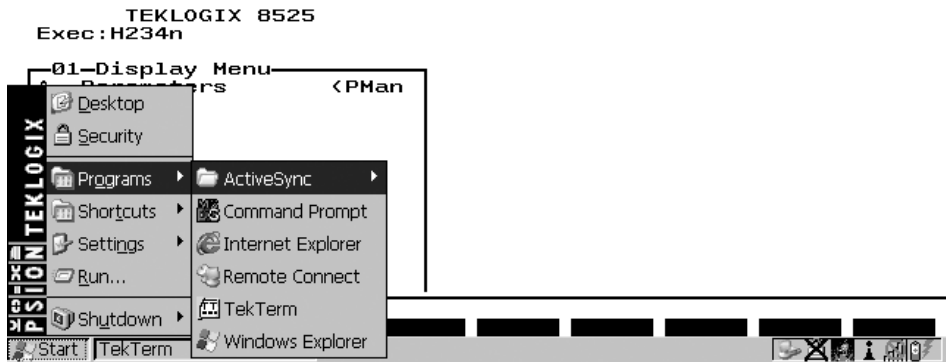 TEKLOGIX 8525
Exec:H234n
01—Display Menu
Parameters <PMan
PSION TEKLOGIX
Desktop
Security
Programs
Shortcuts
Settings
Run...
Shutdown
ActiveSync
Command Prompt
Internet Explorer
Remote Connect
TekTerm
Windows Explorer
Start
TekTerm